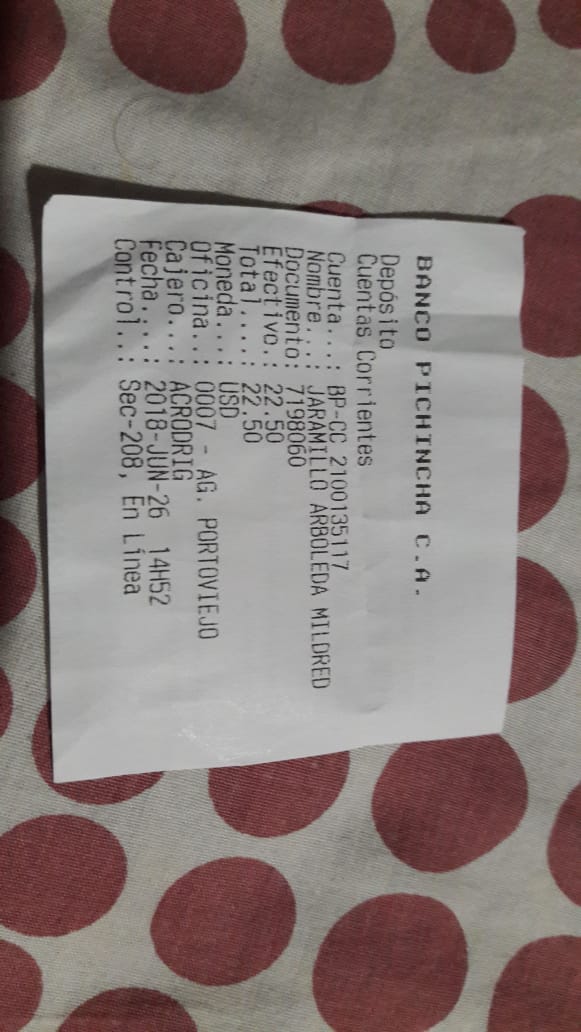 BANCO PICHINCHA C.A.
Depósito
Cuentas Corrientes
Cuenta...: BP-CC 2100135117
Nombre...: JARAMILLO ARBOLEDA MILDRED
Documento: 7198060
Efectivo.: 22.50
Total....: 22.50
Moneda...: USD
Oficina..: 0007 - AG. PORTOVIEJO
Cajero...: ACRODRIG
Fecha....: 2018-JUN-26 14H52
Control..: Sec-208, En Línea